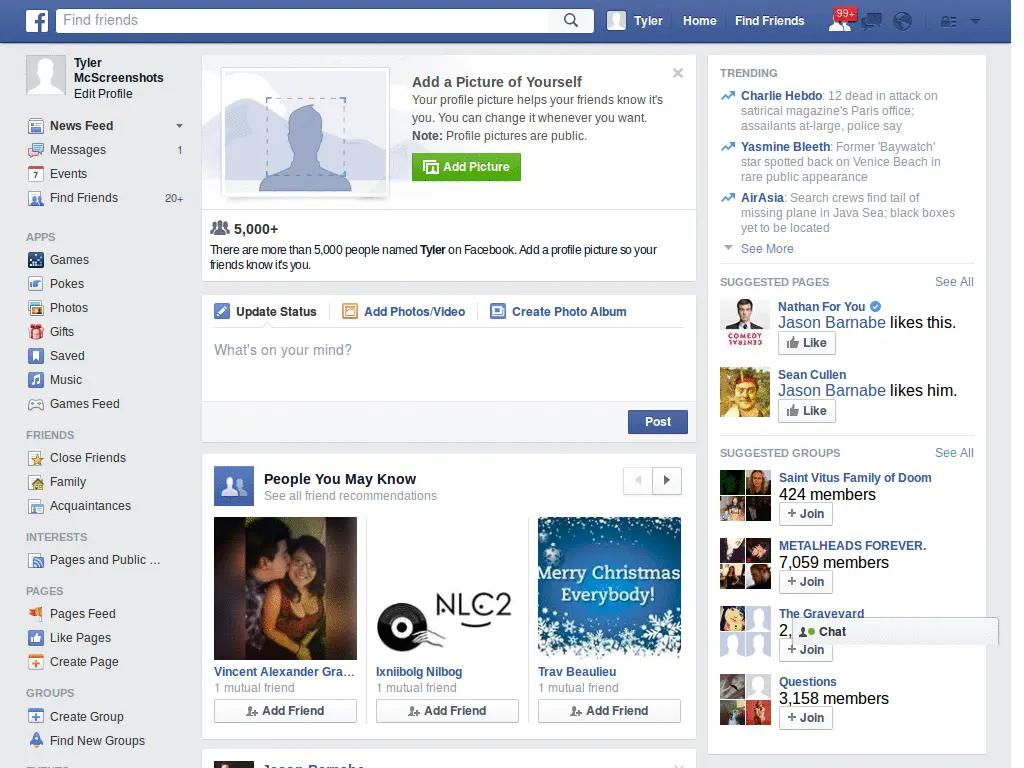 f
Find friends
Tyler
Home
Find Friends
99+
Tyler
McScreenshots
Edit Profile
News Feed
Messages 1
7 Events
Find Friends 20+
APPS
Games
Pokes
Photos
Gifts
Saved
Music
Games Feed
FRIENDS
Close Friends
Family
Acquaintances
INTERESTS
Pages and Public ...
PAGES
Pages Feed
Like Pages
Create Page
GROUPS
Create Group
Find New Groups
EVENTS
Add a Picture of Yourself
Your profile picture helps your friends know it's
you. You can change it whenever you want.
Note: Profile pictures are public.
Add Picture
5,000+
There are more than 5,000 people named Tyler on Facebook. Add a profile picture so your
friends know it's you.
Update Status
Add Photos/Video
Create Photo Album
What's on your mind?
Post
People You May Know
See all friend recommendations
NLC2
Merry Christmas
Everybody!
Vincent Alexander Gra...
1 mutual friend
Add Friend
Ixniibolg Nilbog
1 mutual friend
Add Friend
Trav Beaulieu
1 mutual friend
Add Friend
Jason Barnabe
TRENDING
Charlie Hebdo: 12 dead in attack on
satirical magazine's Paris office;
assailants at-large, police say
Yasmine Bleeth: Former 'Baywatch'
star spotted back on Venice Beach in
rare public appearance
AirAsia: Search crews find tail of
missing plane in Java Sea; black boxes
yet to be located
See More
SUGGESTED PAGES See All
Nathan For You
COMEDY
CENTRAL
Jason Barnabe likes this.
Like
Sean Cullen
Jason Barnabe likes him.
Like
SUGGESTED GROUPS See All
Saint Vitus Family of Doom
424 members
+ Join
METALHEADS FOREVER.
7,059 members
+ Join
The Graveyard
2,
Chat
+ Join
Questions
3,158 members
+ Join